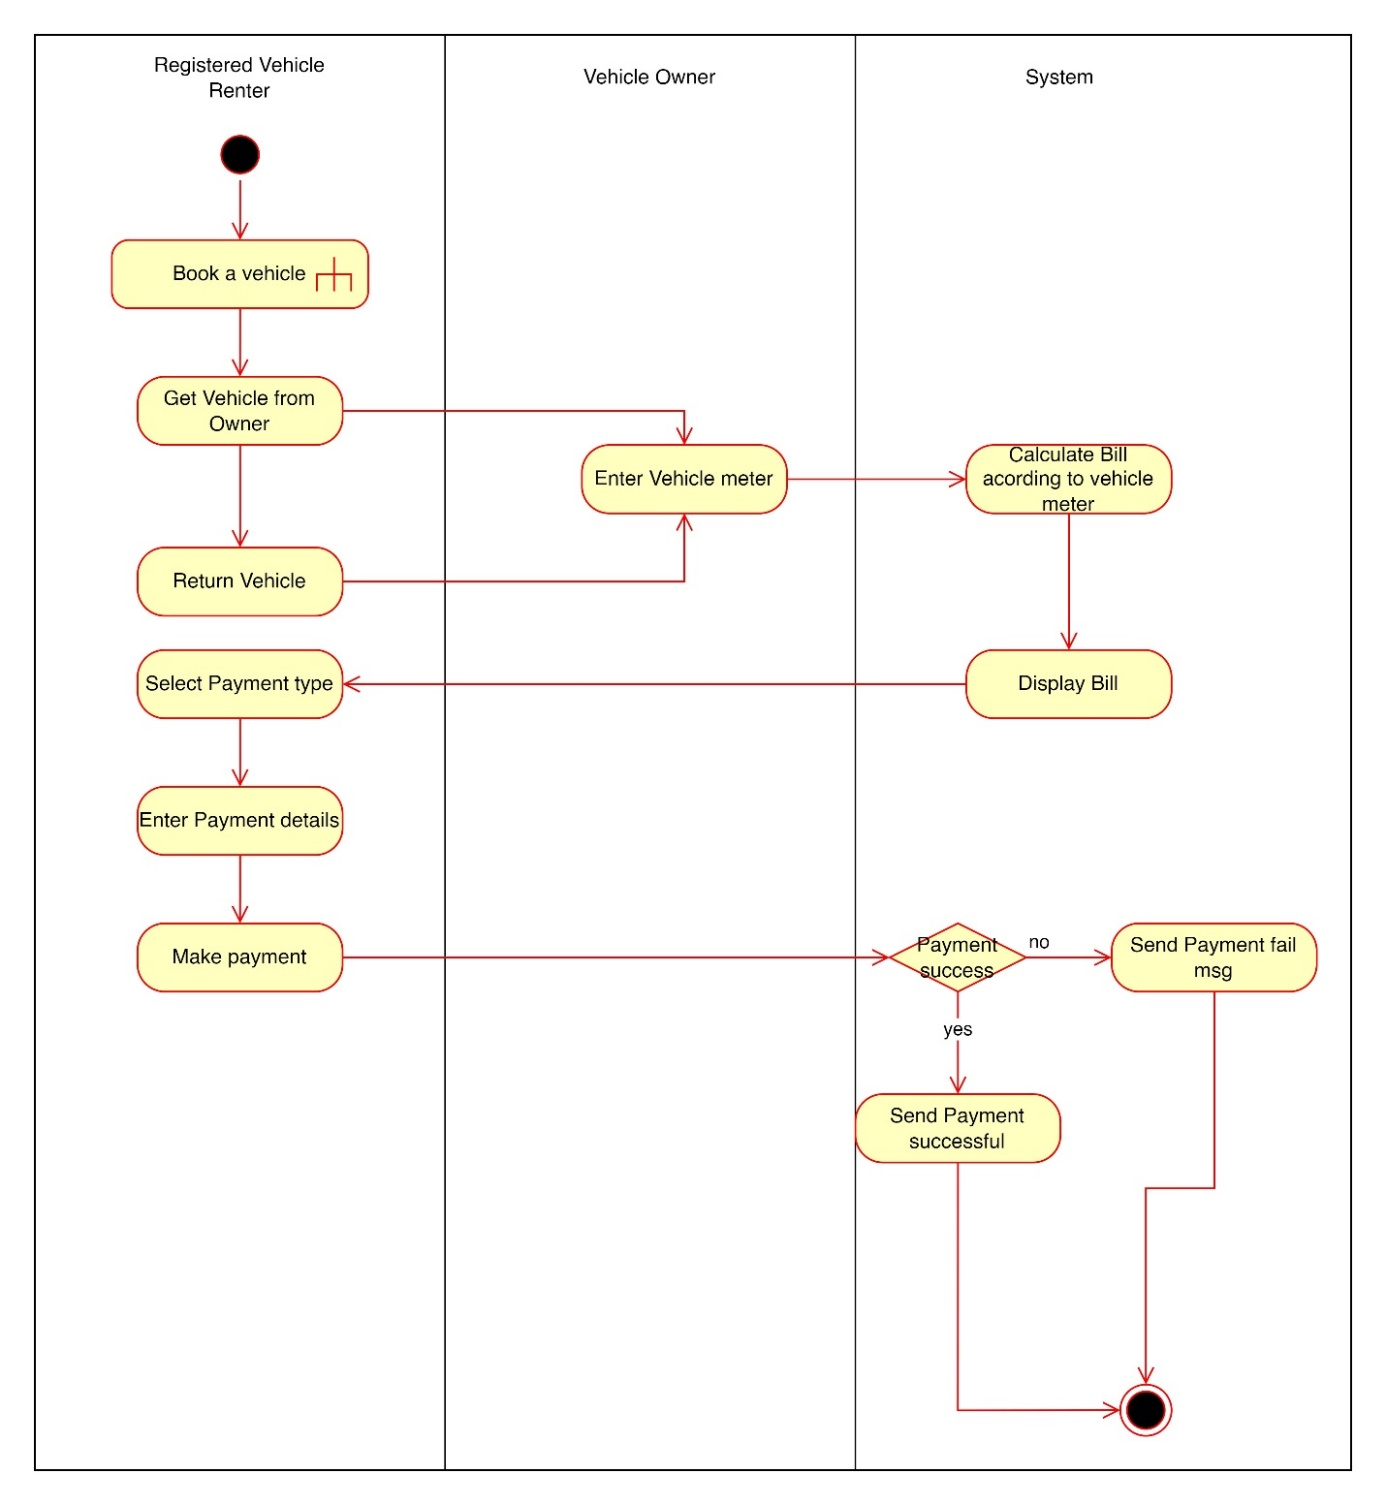 Registered Vehicle
Renter
Vehicle Owner
System
Book a vehicle
Get Vehicle from
Owner
Enter Vehicle meter
Calculate Bill
acording to vehicle
meter
Return Vehicle
Select Payment type
Display Bill
Enter Payment details
Make payment
Payment
success
no
Send Payment fail
msg
yes
Send Payment
successful